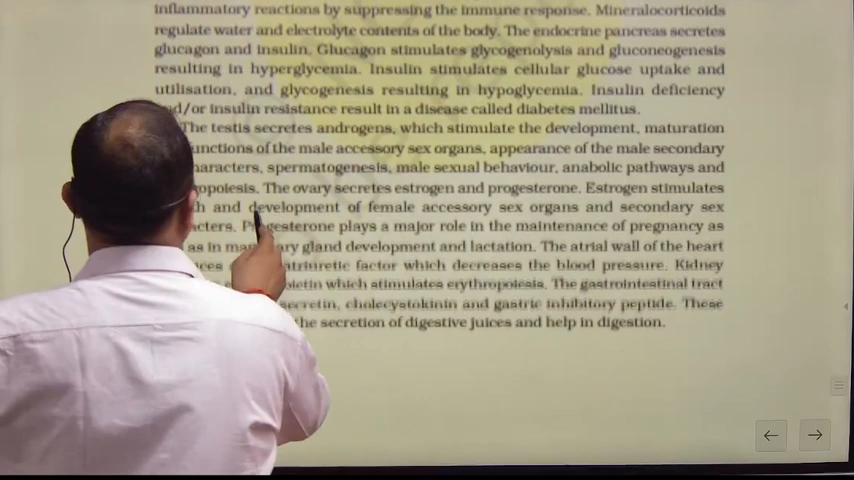 inflammatory reactions by suppressing the immune response. Mineralocorticoids
regulate water and electrolyte contents of the body. The endocrine pancreas secretes
glucagon and insulin. Glucagon stimulates glycogenolysis and gluconeogenesis
resulting in hyperglycemia. Insulin stimulates cellular glucose uptake and
utilisation, and glycogenesis resulting in hypoglycemia. Insulin deficiency
and/or insulin resistance result in a disease called diabetes mellitus.
The testis secretes androgens, which stimulate the development, maturation
unctions of the male accessory sex organs, appearance of the male secondary
haracters, spermatogenesis, male sexual behaviour, anabolic pathways and
opoiesis. The ovary secretes estrogen and progesterone. Estrogen stimulates
h and development of female accessory sex organs and secondary sex
cters. Progesterone plays a major role in the maintenance of pregnancy as
as in gland development and lactation. The atrial wall of the heart
atriuretic factor which decreases the blood pressure. Kidney
which stimulates erythropoiesis. The gastrointestinal tract
secretin, cholecystokinin and gastric inhibitory peptide. These
he secretion of digestive juices and help in digestion.